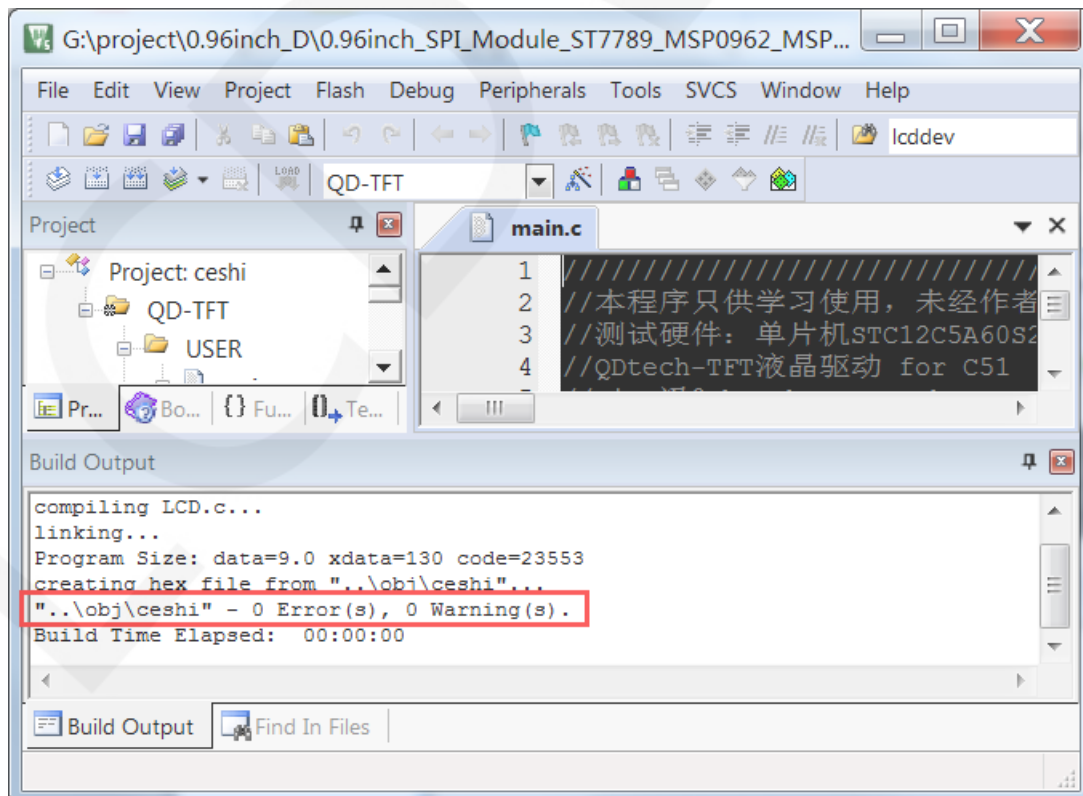 G:\project\0.96inch_D\0.96inch_SPI_Module_ST7789_MSP0962_MSP...
File Edit View Project Flash Debug Peripherals Tools SVCS Window Help
lcddev
LOAD QD-TFT
Project
main.c
Project: ceshi
QD-TFT
USER
1 ///////////////////////////////
2 //本程序只供学习使用，未经作者
3 //测试硬件：单片机STC12C5A60S2
4 //QDtech-TFT液晶驱动 for C51
Pr... Bo... {} Fu... Te...
Build Output
compiling LCD.c...
linking...
Program Size: data=9.0 xdata=130 code=23553
creating hex file from "..\obj\ceshi"...
"..\obj\ceshi" - 0 Error(s), 0 Warning(s).
Build Time Elapsed: 00:00:00
Build Output Find In Files